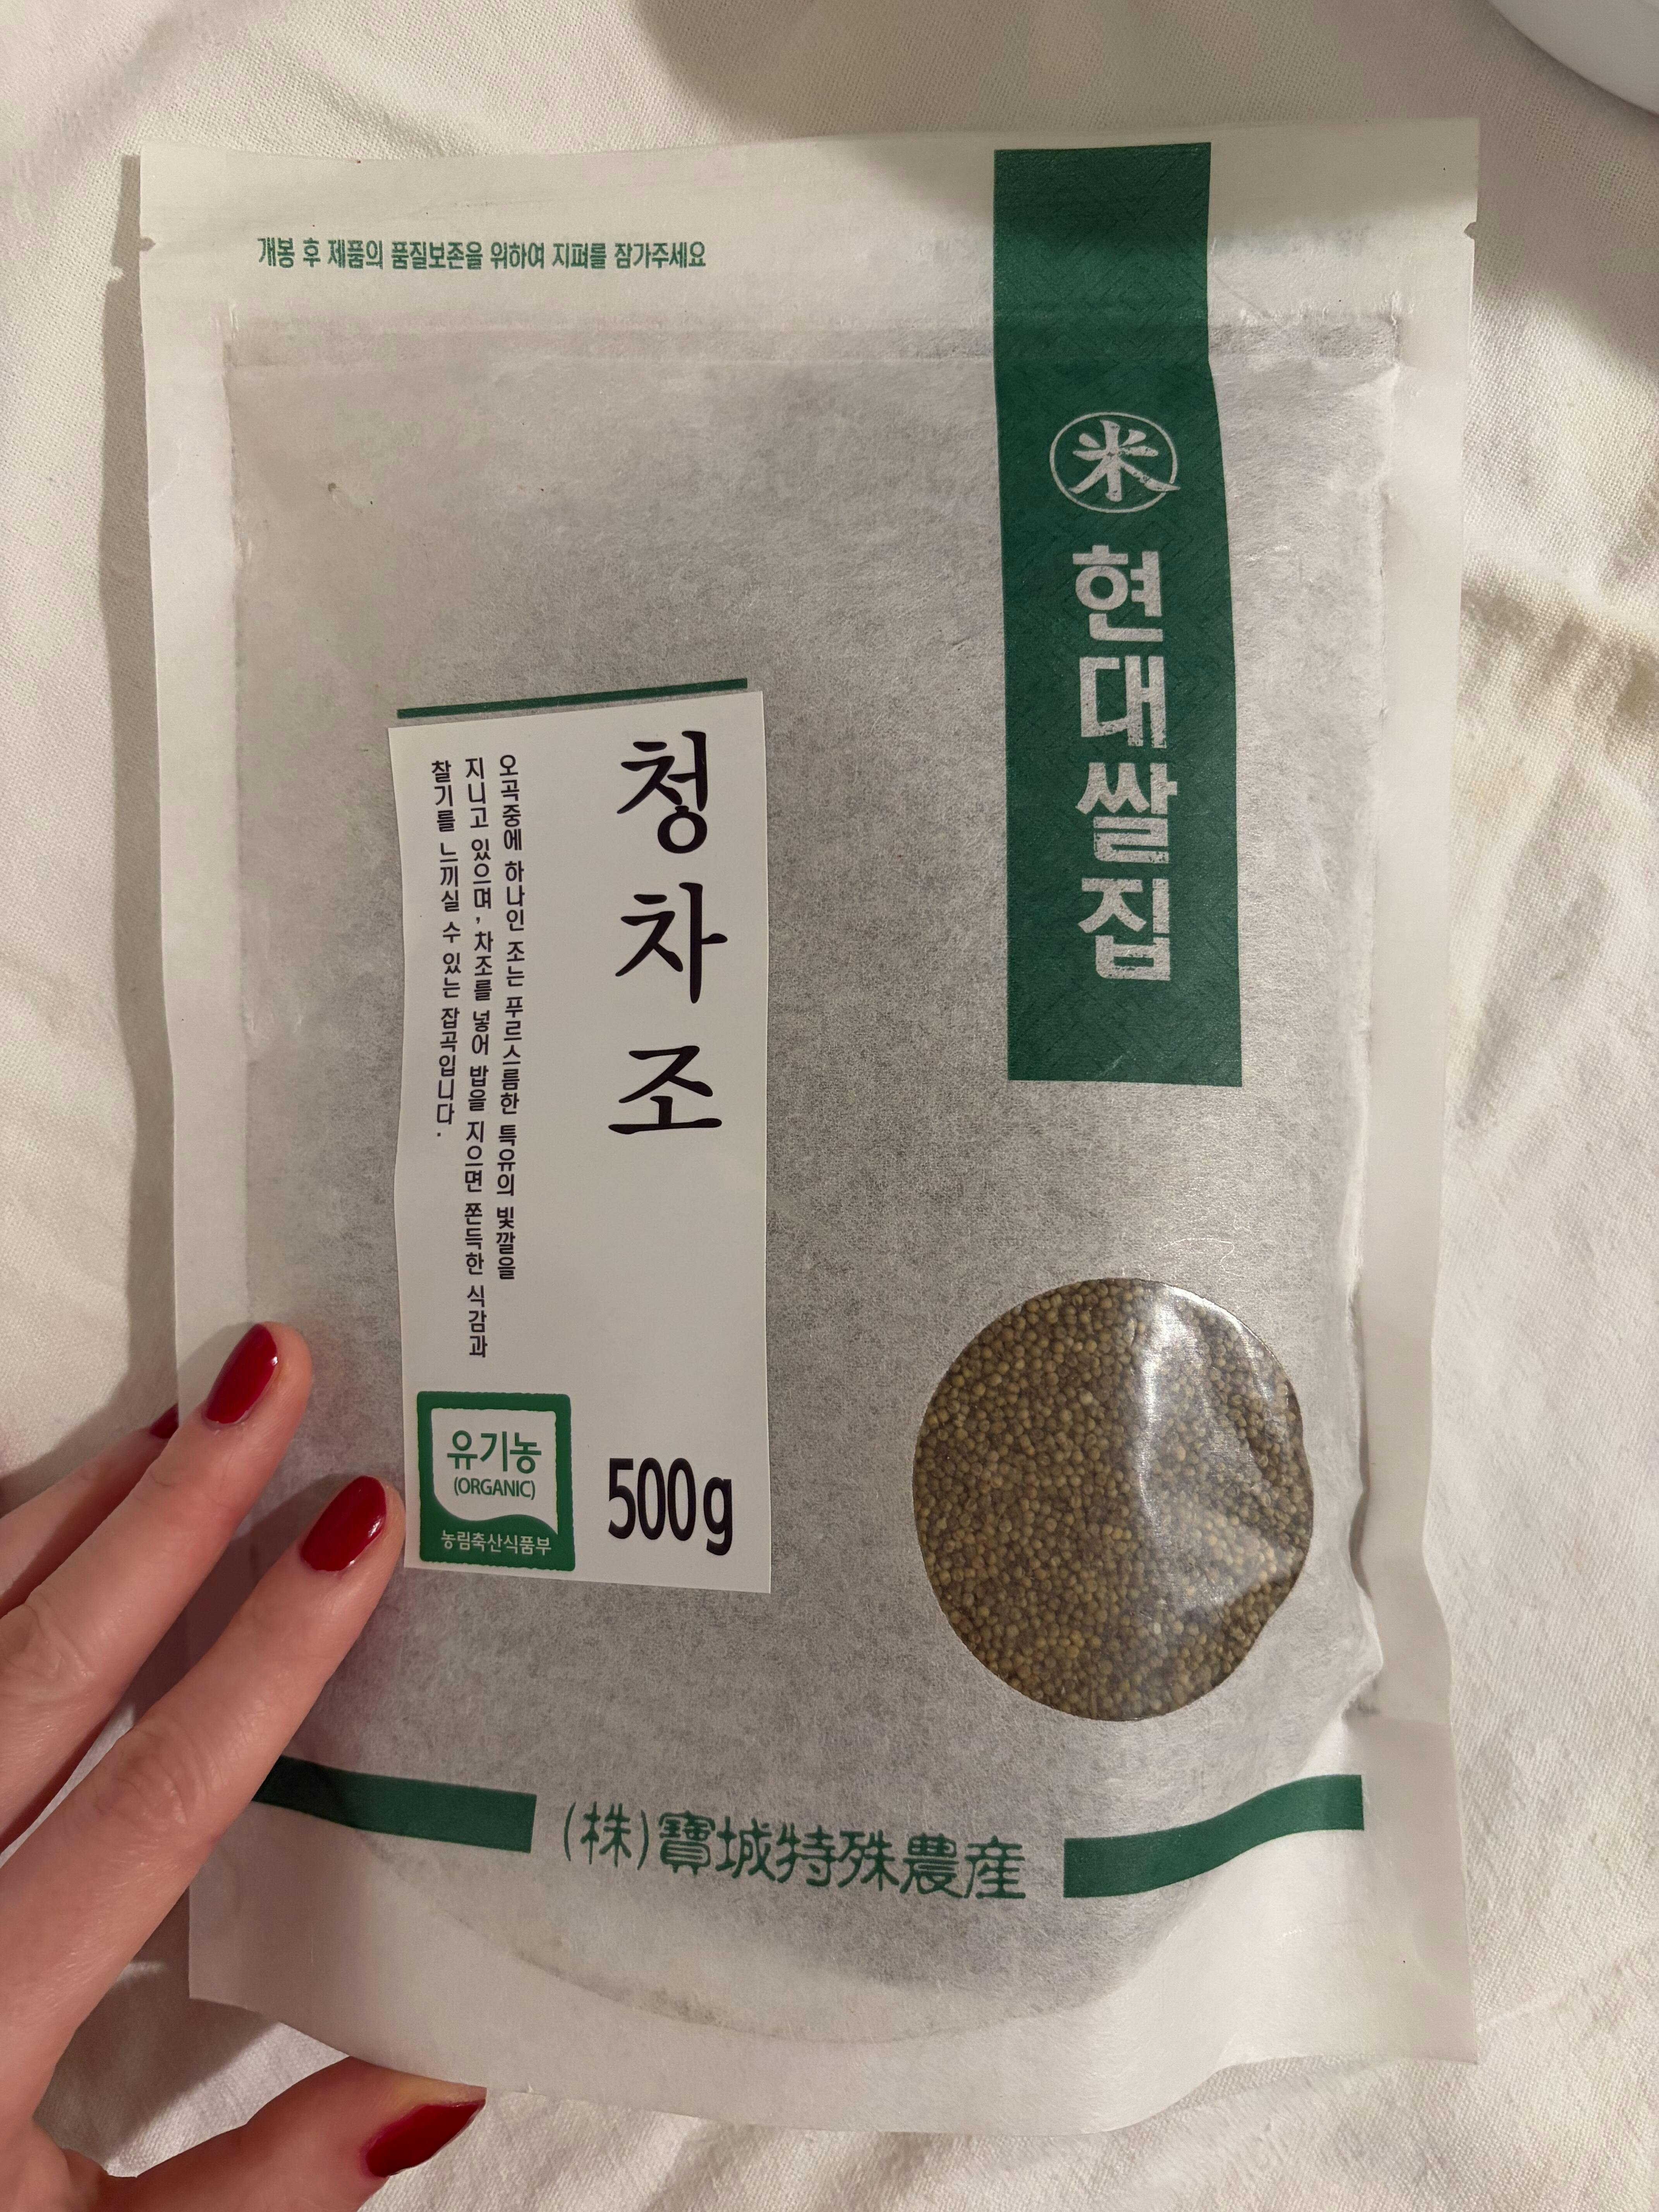 개봉 후 제품의 품질보존을 위하여 지퍼를 잠가주세요
米
현대쌀집
청차조
오곡중에 하나인 조는 푸르스름한 특유의 빛깔을
지니고 있으며, 차조를 넣어 밥을 지으면 쫀득한 식감과
찰기를 느끼실 수 있는 잡곡입니다.
유기농
(ORGANIC)
농림축산식품부
500g
(株)寶城特殊農産